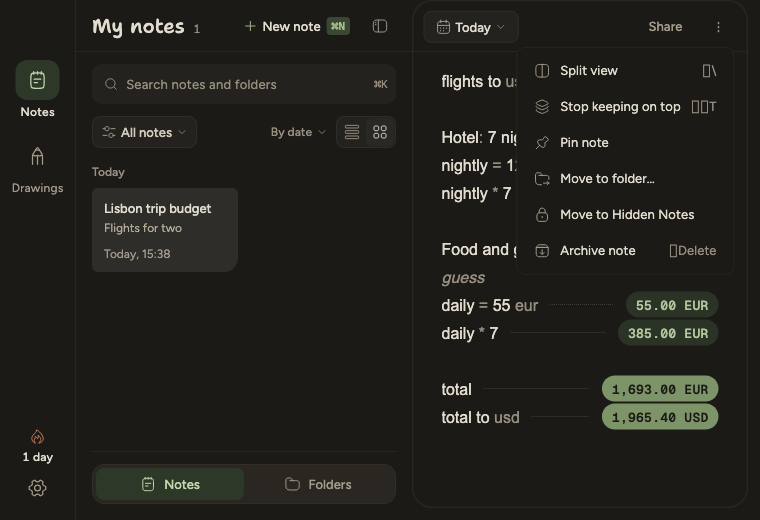 My notes 1
+ New note ⌘N
Notes
Drawings
Search notes and folders ⌘K
All notes
By date
Today
Lisbon trip budget
Flights for two
Today, 15:38
1 day
Notes
Folders
Today
Share
Split view \
Stop keeping on top T
Pin note
Move to folder...
Move to Hidden Notes
Archive note Delete
flights to
Hotel: 7
nightly =
nightly * 7
Food and
guess
daily = 55 eur 55.00 EUR
daily * 7 385.00 EUR
total 1,693.00 EUR
total to usd 1,965.40 USD